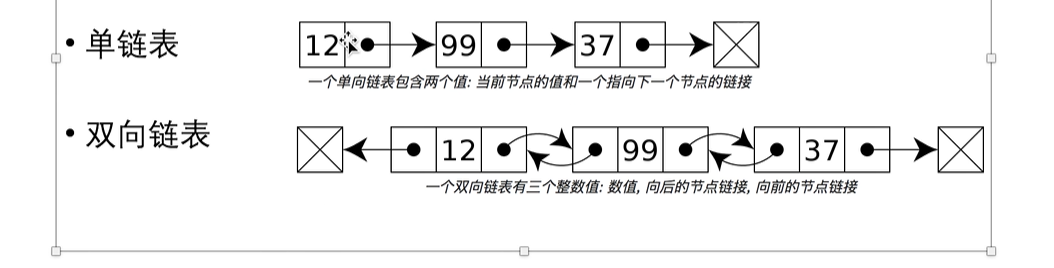 • 单链表
12 99 37
一个单向链表包含两个值: 当前节点的值和一个指向下一个节点的链接
• 双向链表
12 99 37
一个双向链表有三个整数值: 数值, 向后的节点链接, 向前的节点链接